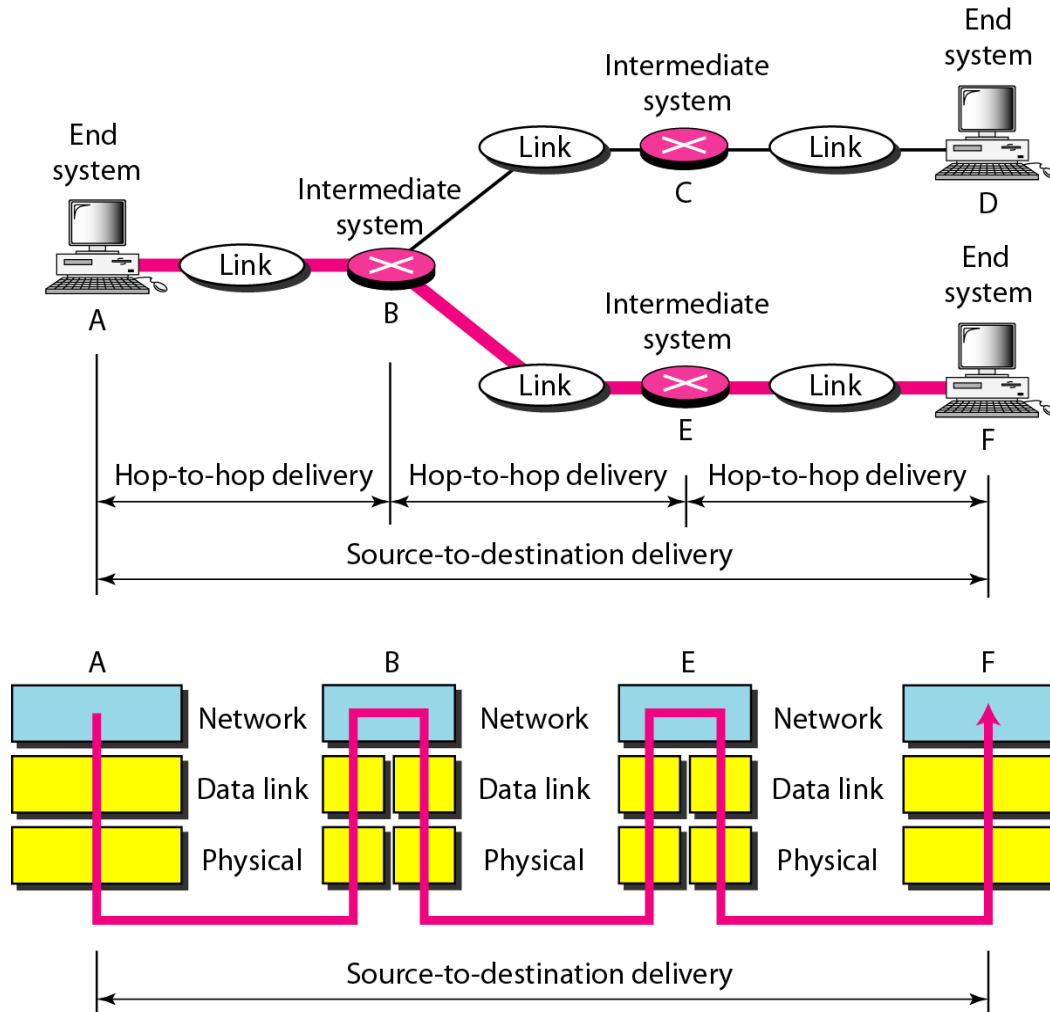 End
system
Intermediate
system
Link
Link
C
D
End
system
Intermediate
system
Link
A
B
End
system
Intermediate
system
Link
Link
E
F
Hop-to-hop delivery
Hop-to-hop delivery
Hop-to-hop delivery
Source-to-destination delivery
A
B
E
F
Network
Network
Network
Data link
Data link
Data link
Physical
Physical
Physical
Source-to-destination delivery